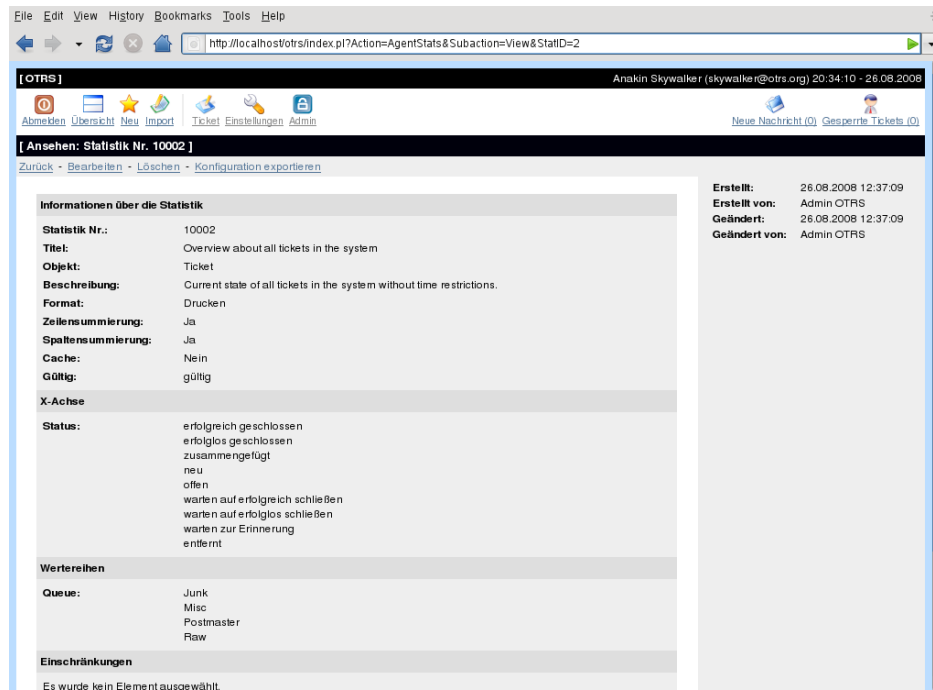 File Edit View History Bookmarks Tools Help
http://localhost/otrs/index.pl?Action=AgentStats&Subaction=View&StatID=2
[ OTRS ] Anakin Skywalker (skywalker@otrs.org) 20:34:10 - 26.08.2008
Abmelden Übersicht Neu Import Ticket Einstellungen Admin Neue Nachricht (0) Gesperrte Tickets (0)
[ Ansehen: Statistik Nr. 10002 ]
Zurück - Bearbeiten - Löschen - Konfiguration exportieren
Informationen über die Statistik
Statistik Nr.: 10002
Titel: Overview about all tickets in the system
Objekt: Ticket
Beschreibung: Current state of all tickets in the system without time restrictions.
Format: Drucken
Zeilensummierung: Ja
Spaltensummierung: Ja
Cache: Nein
Gültig: gültig
X-Achse
Status: erfolgreich geschlossen
erfolglos geschlossen
zusammengefügt
neu
offen
warten auf erfolgreich schließen
warten auf erfolglos schließen
warten zur Erinnerung
entfernt
Wertereihen
Queue: Junk
Misc
Postmaster
Raw
Einschränkungen
Es wurde kein Element ausgewählt.
Erstellt: 26.08.2008 12:37:09
Erstellt von: Admin OTRS
Geändert: 26.08.2008 12:37:09
Geändert von: Admin OTRS